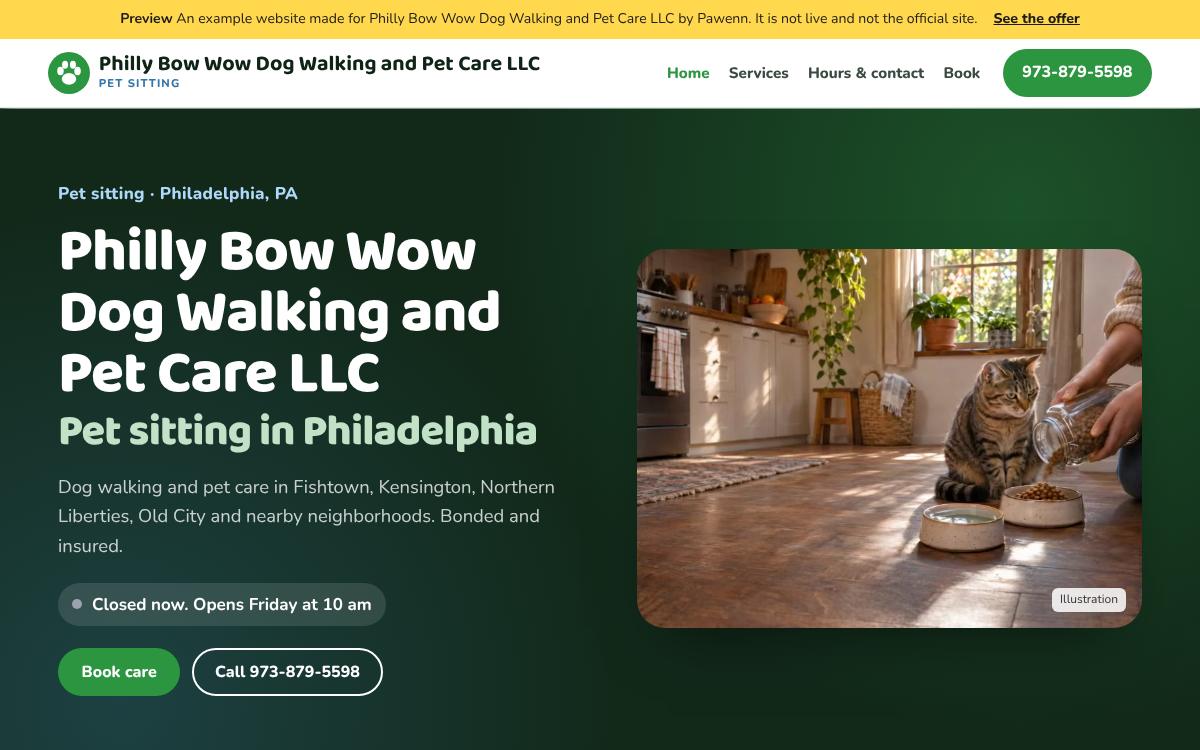 Preview An example website made for Philly Bow Wow Dog Walking and Pet Care LLC by Pawenn. It is not live and not the official site. See the offer
Philly Bow Wow Dog Walking and Pet Care LLC
PET SITTING
Home Services Hours & contact Book 973-879-5598
Pet sitting · Philadelphia, PA
Philly Bow Wow
Dog Walking and
Pet Care LLC
Pet sitting in Philadelphia
Dog walking and pet care in Fishtown, Kensington, Northern
Liberties, Old City and nearby neighborhoods. Bonded and
insured.
Closed now. Opens Friday at 10 am
Illustration
Book care Call 973-879-5598